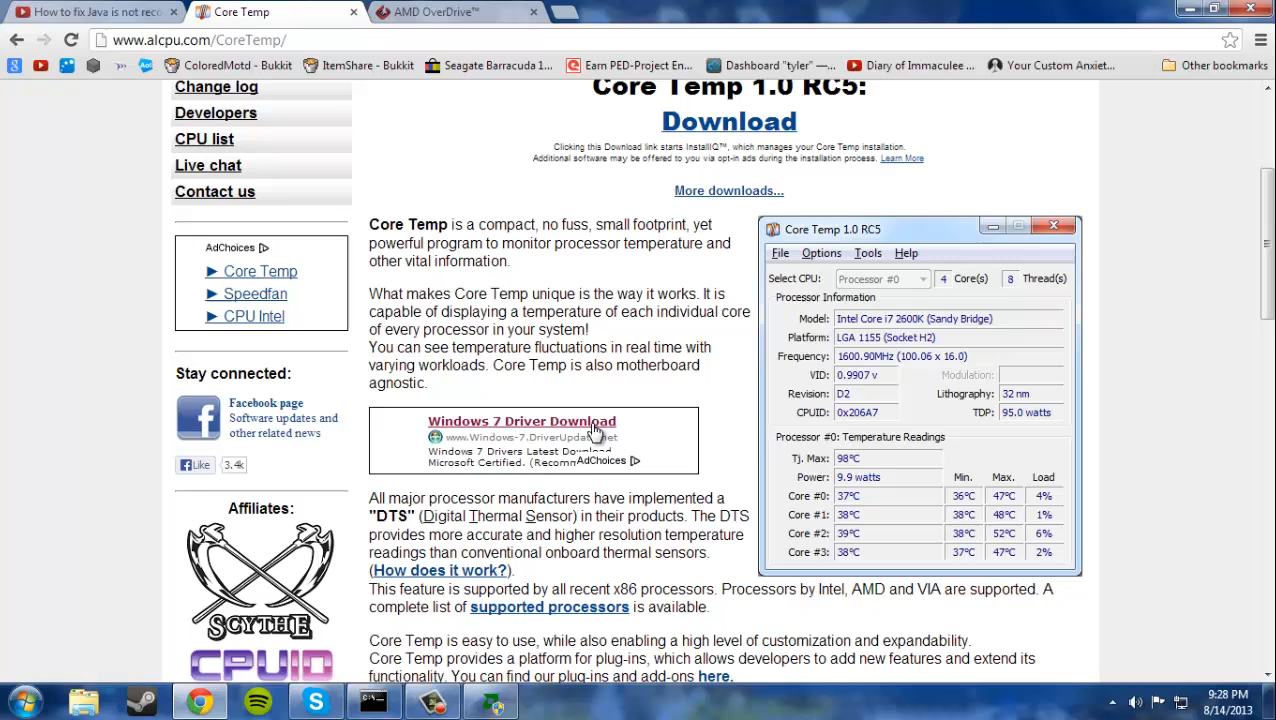 How to fix Java is not reco
Core Temp
AMD OverDrive™
www.alcpu.com/CoreTemp/
ColoredMotd - Bukkit
ItemShare - Bukkit
Seagate Barracuda 1...
Earn PED-Project En...
Dashboard "tyler" —...
Diary of Immaculee ...
Your Custom Anxiet...
Other bookmarks
Change log
Developers
CPU list
Live chat
Contact us
AdChoices
► Core Temp
► Speedfan
► CPU Intel
Stay connected:
Facebook page
Software updates and
other related news
Like 3.4k
Affiliates:
SCYTHE
CPUID
Core Temp 1.0 RC5:
Download
Clicking this Download link starts InstallIQ™, which manages your Core Temp installation.
Additional software may be offered to you via opt-in ads during the installation process. Learn More
More downloads...
Core Temp is a compact, no fuss, small footprint, yet
powerful program to monitor processor temperature and
other vital information.
What makes Core Temp unique is the way it works. It is
capable of displaying a temperature of each individual core
of every processor in your system!
You can see temperature fluctuations in real time with
varying workloads. Core Temp is also motherboard
agnostic.
Windows 7 Driver Download
www.Windows-7.DriverUpdate.net
Windows 7 Drivers Latest Download
Microsoft Certified. (Recomm
AdChoices
All major processor manufacturers have implemented a
"DTS" (Digital Thermal Sensor) in their products. The DTS
provides more accurate and higher resolution temperature
readings than conventional onboard thermal sensors.
(How does it work?).
This feature is supported by all recent x86 processors. Processors by Intel, AMD and VIA are supported. A
complete list of supported processors is available.
Core Temp is easy to use, while also enabling a high level of customization and expandability.
Core Temp provides a platform for plug-ins, which allows developers to add new features and extend its
functionality. You can find our plug-ins and add-ons here.
Core Temp 1.0 RC5
File Options Tools Help
Select CPU: Processor #0 4 Core(s) 8 Thread(s)
Processor Information
Model: Intel Core i7 2600K (Sandy Bridge)
Platform: LGA 1155 (Socket H2)
Frequency: 1600.90MHz (100.06 x 16.0)
VID: 0.9907 v Modulation:
Revision: D2 Lithography: 32 nm
CPUID: 0x206A7 TDP: 95.0 watts
Processor #0: Temperature Readings
Tj. Max: 98°C
Power: 9.9 watts Min. Max. Load
Core #0: 37°C 36°C 47°C 4%
Core #1: 38°C 38°C 48°C 1%
Core #2: 39°C 38°C 52°C 6%
Core #3: 38°C 37°C 47°C 2%
9:28 PM
8/14/2013